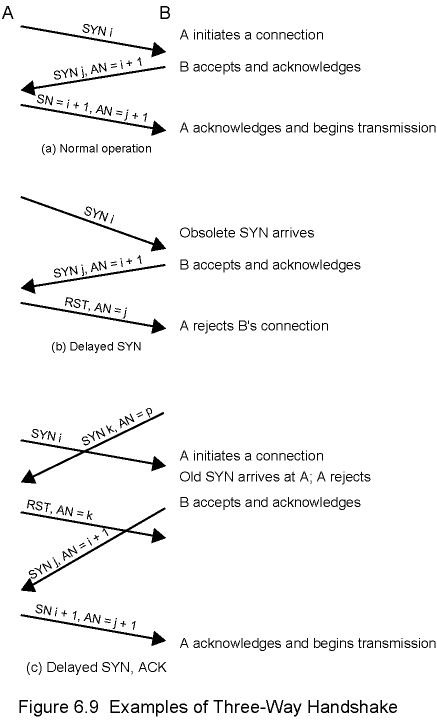 A B
SYN i
A initiates a connection
SYN j, AN = i + 1
B accepts and acknowledges
SN = i + 1, AN = j + 1
A acknowledges and begins transmission
(a) Normal operation
SYN i
Obsolete SYN arrives
SYN j, AN = i + 1
B accepts and acknowledges
RST, AN = j
A rejects B's connection
(b) Delayed SYN
SYN k, AN = p
SYN i
A initiates a connection
Old SYN arrives at A; A rejects
RST, AN = k
B accepts and acknowledges
SYN j, AN = i + 1
SN i + 1, AN = j + 1
A acknowledges and begins transmission
(c) Delayed SYN, ACK
Figure 6.9 Examples of Three-Way Handshake